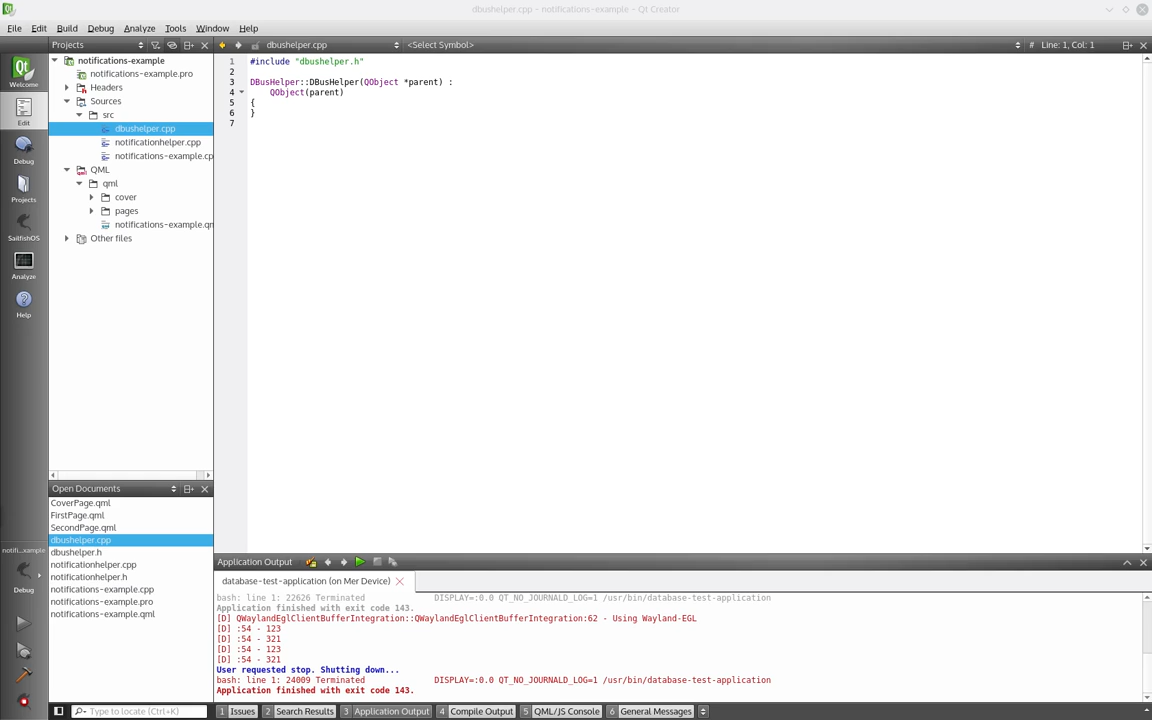 dbushelper.cpp - notifications-example - Qt Creator
File Edit Build Debug Analyze Tools Window Help
Projects
dbushelper.cpp
<Select Symbol>
# Line: 1, Col: 1
Welcome
Edit
Debug
Projects
SailfishOS
Analyze
Help
notifications-example
notifications-example.pro
Headers
Sources
src
dbushelper.cpp
notificationhelper.cpp
notifications-example.cp
QML
qml
cover
pages
notifications-example.qm
Other files
1 #include "dbushelper.h"
2
3 DBusHelper::DBusHelper(QObject *parent) :
4 QObject(parent)
5 {
6 }
7
Open Documents
CoverPage.qml
FirstPage.qml
SecondPage.qml
dbushelper.cpp
dbushelper.h
notificationhelper.cpp
notificationhelper.h
notifications-example.cpp
notifications-example.pro
notifications-example.qml
notifi...xample
Debug
Application Output
database-test-application (on Mer Device)
bash: line 1: 22626 Terminated DISPLAY=:0.0 QT_NO_JOURNALD_LOG=1 /usr/bin/database-test-application
Application finished with exit code 143.
[D] QWaylandEglClientBufferIntegration::QWaylandEglClientBufferIntegration:62 - Using Wayland-EGL
[D] :54 - 123
[D] :54 - 321
[D] :54 - 123
[D] :54 - 321
User requested stop. Shutting down...
bash: line 1: 24009 Terminated DISPLAY=:0.0 QT_NO_JOURNALD_LOG=1 /usr/bin/database-test-application
Application finished with exit code 143.
Type to locate (Ctrl+K)
1 Issues 2 Search Results 3 Application Output 4 Compile Output 5 QML/JS Console 6 General Messages